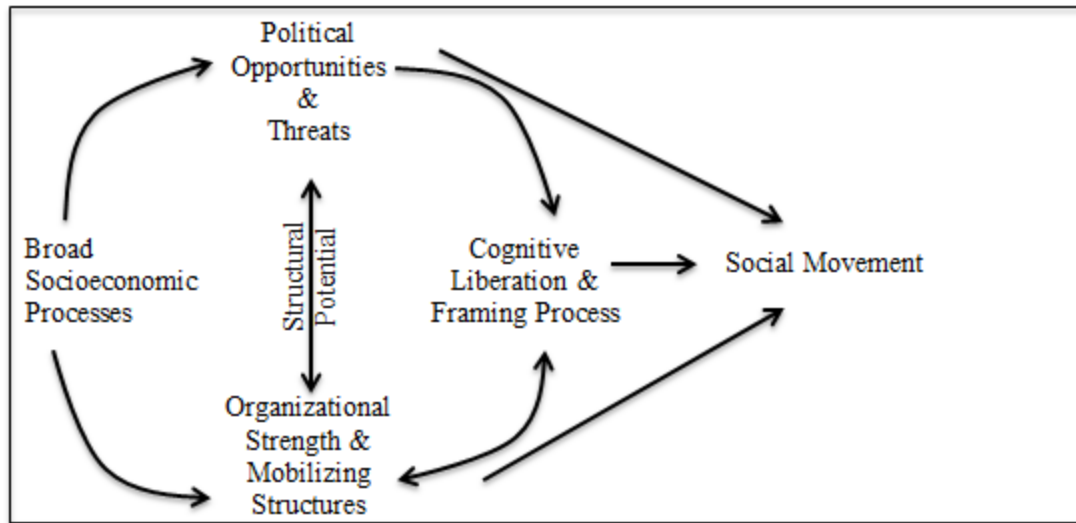 Political
Opportunities
&
Threats
Broad
Socioeconomic
Processes
Structural
Potential
Cognitive
Liberation &
Framing Process
Social Movement
Organizational
Strength &
Mobilizing
Structures